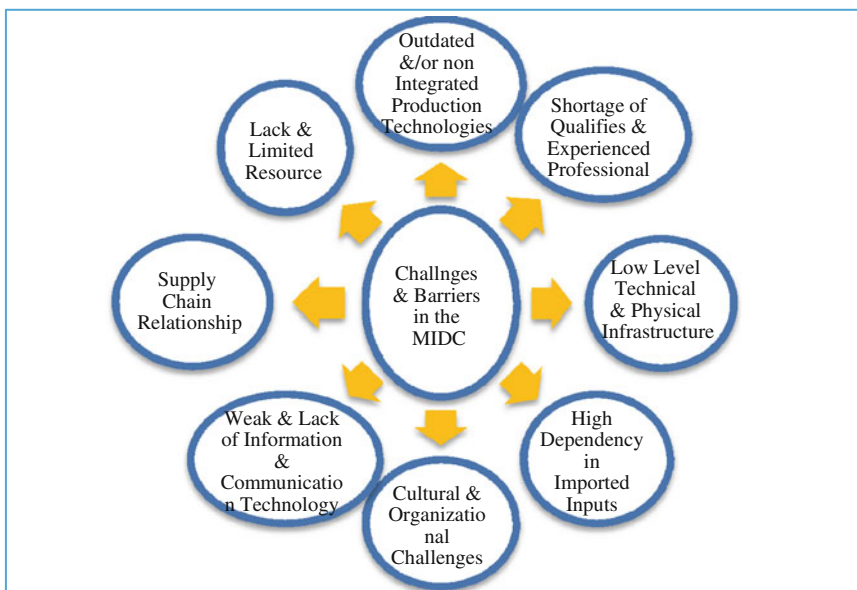 Outdated
&/or non
Integrated
Production
Technologies
Shortage of
Qualifies &
Experienced
Professional
Lack &
Limited
Resource
Supply
Chain
Relationship
Challnges
& Barriers
in the
MIDC
Low Level
Technical
& Physical
Infrastructure
Weak & Lack
of Information
&
Communicatio
n Technology
Cultural &
Organizatio
nal
Challenges
High
Dependency
in
Imported
Inputs